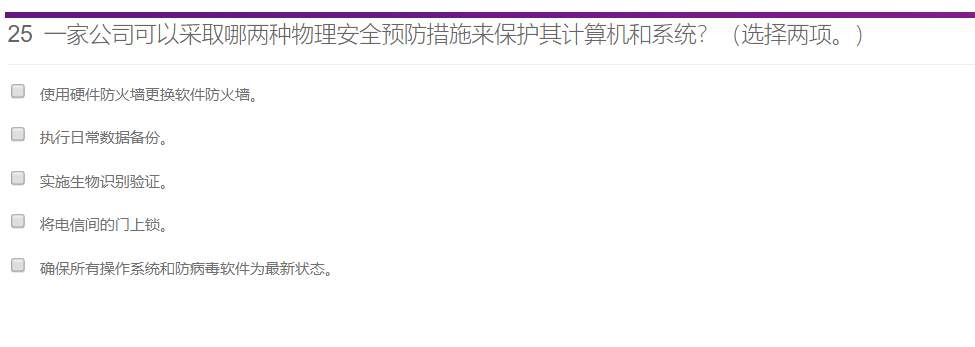 25 一家公司可以采取哪两种物理安全预防措施来保护其计算机和系统？（选择两项。）
使用硬件防火墙更换软件防火墙。
执行日常数据备份。
实施生物识别验证。
将电信间的门上锁。
确保所有操作系统和防病毒软件为最新状态。